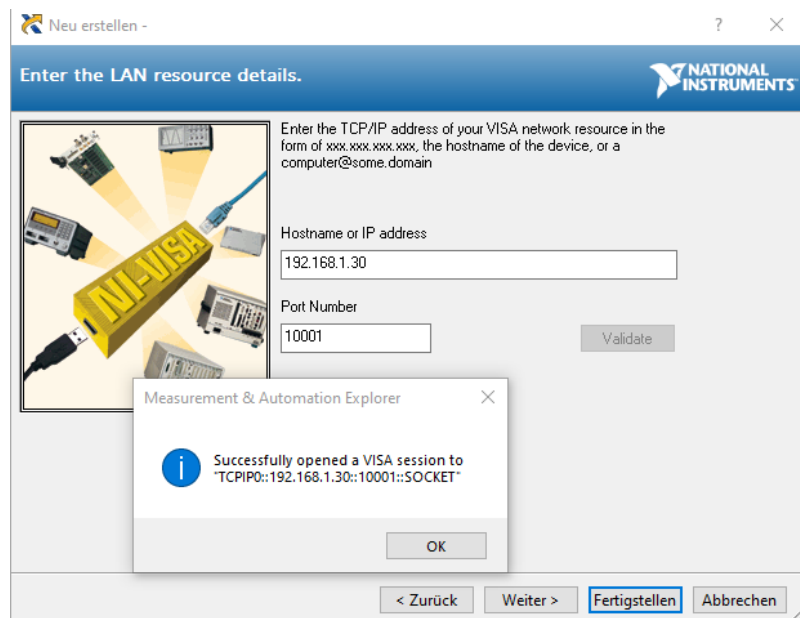 Neu erstellen -
?
Enter the LAN resource details.
NATIONAL
INSTRUMENTS
Enter the TCP/IP address of your VISA network resource in the
form of xxx.xxx.xxx.xxx, the hostname of the device, or a
computer@some.domain
NI-VISA
Hostname or IP address
192.168.1.30
Port Number
10001
Validate
Measurement & Automation Explorer
Successfully opened a VISA session to
"TCPIP0::192.168.1.30::10001::SOCKET"
OK
< Zurück
Weiter >
Fertigstellen
Abbrechen